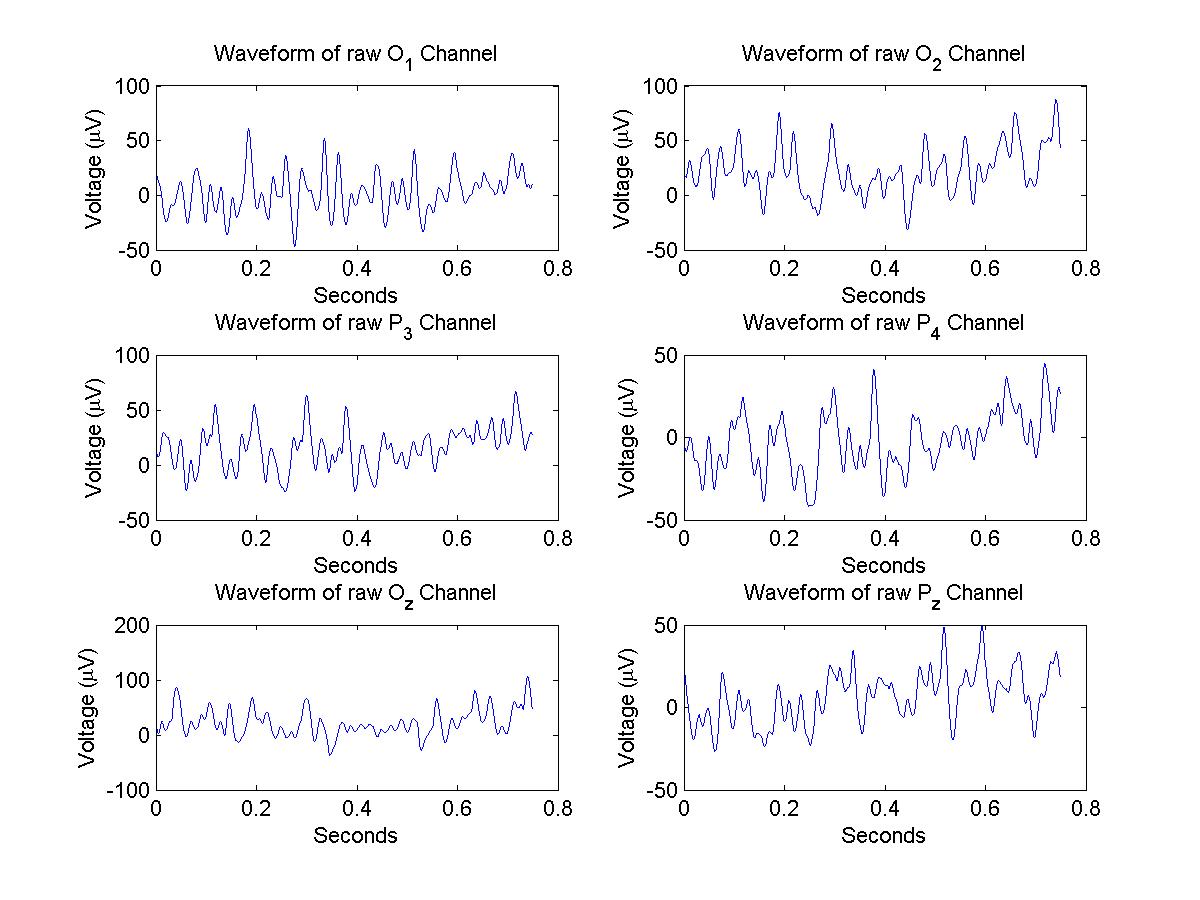 Waveform of raw O1 Channel
100
50
0
-50
Voltage (μV)
0 0.2 0.4 0.6 0.8
Seconds
Waveform of raw O2 Channel
100
50
0
-50
Voltage (μV)
0 0.2 0.4 0.6 0.8
Seconds
Waveform of raw P3 Channel
100
50
0
-50
Voltage (μV)
0 0.2 0.4 0.6 0.8
Seconds
Waveform of raw P4 Channel
50
0
-50
Voltage (μV)
0 0.2 0.4 0.6 0.8
Seconds
Waveform of raw Oz Channel
200
100
0
-100
Voltage (μV)
0 0.2 0.4 0.6 0.8
Seconds
Waveform of raw Pz Channel
50
0
-50
Voltage (μV)
0 0.2 0.4 0.6 0.8
Seconds